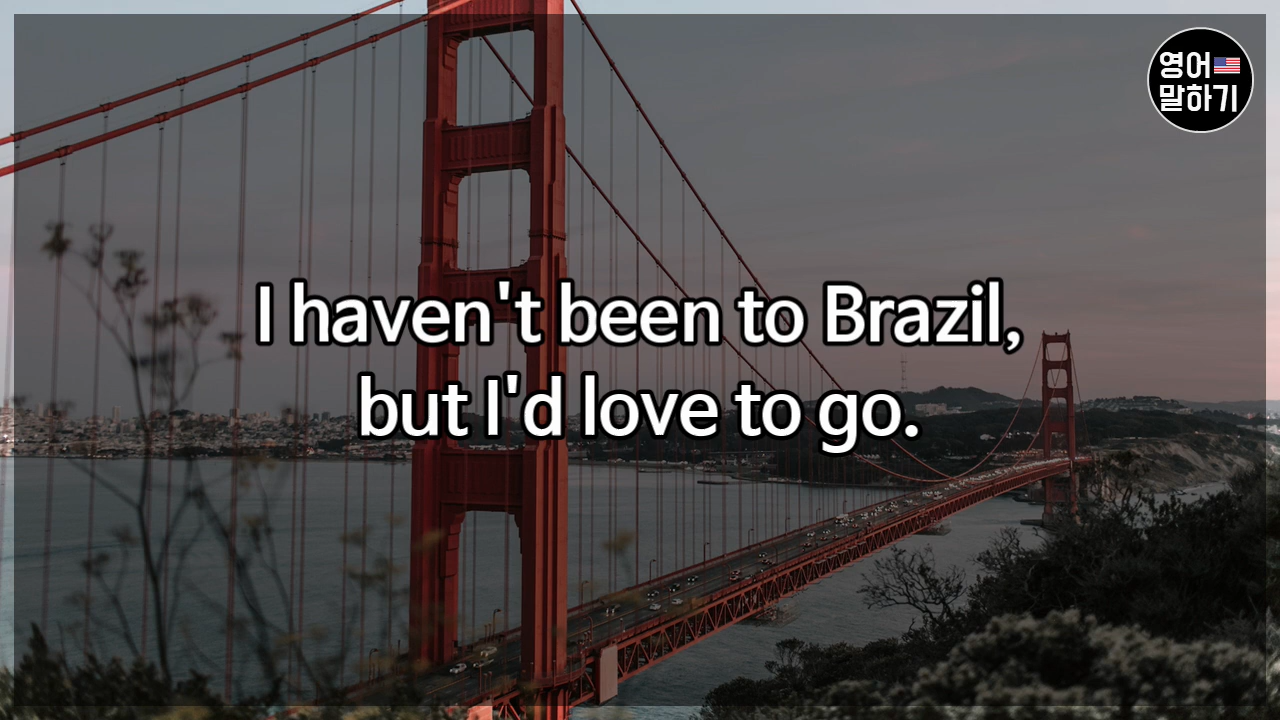 영어
말하기
I haven't been to Brazil,
but I'd love to go.